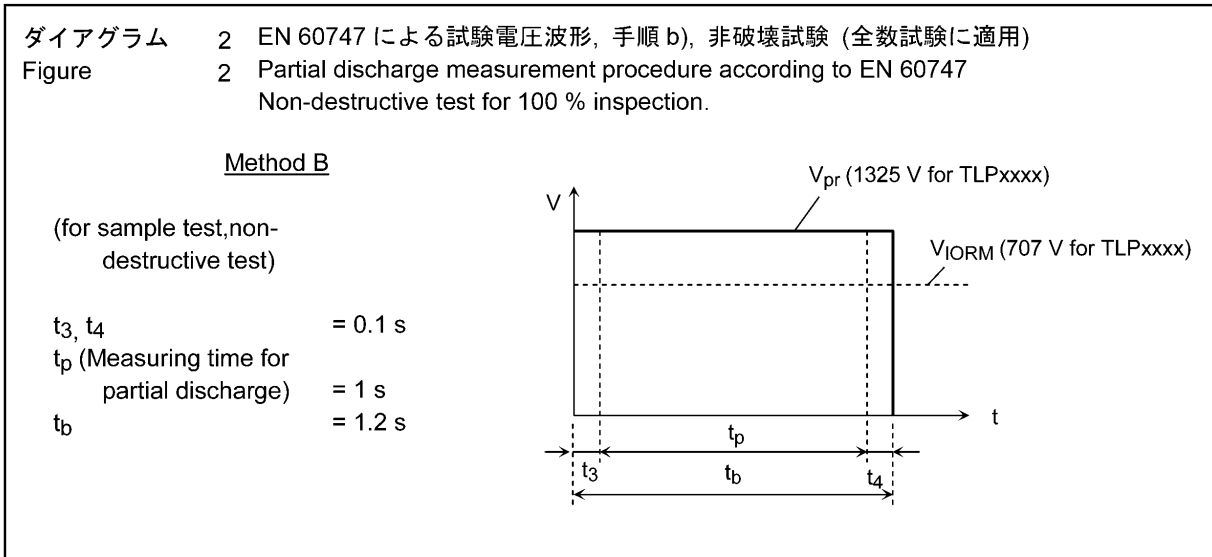 ダイアグラム 2 EN 60747 による試験電圧波形, 手順 b), 非破壊試験 (全数試験に適用)
Figure 2 Partial discharge measurement procedure according to EN 60747
Non-destructive test for 100 % inspection.
Method B
(for sample test,non-
destructive test)
t3, t4 = 0.1 s
tp (Measuring time for
partial discharge) = 1 s
tb = 1.2 s
Vpr (1325 V for TLPxxxx)
V
VIORM (707 V for TLPxxxx)
t
tp
t3 tb t4